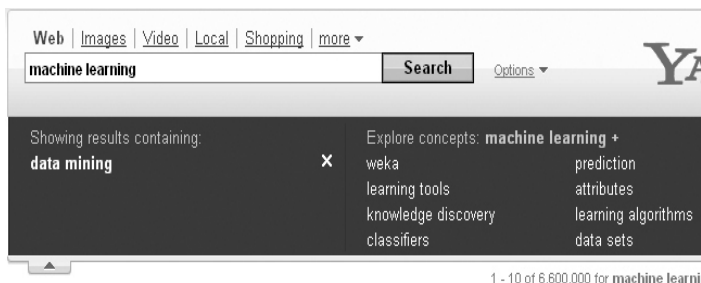 Web | Images | Video | Local | Shopping | more
machine learning Search Options YA
Showing results containing:
data mining X
Explore concepts: machine learning +
weka prediction
learning tools attributes
knowledge discovery learning algorithms
classifiers data sets
1 - 10 of 6,600,000 for machine learni